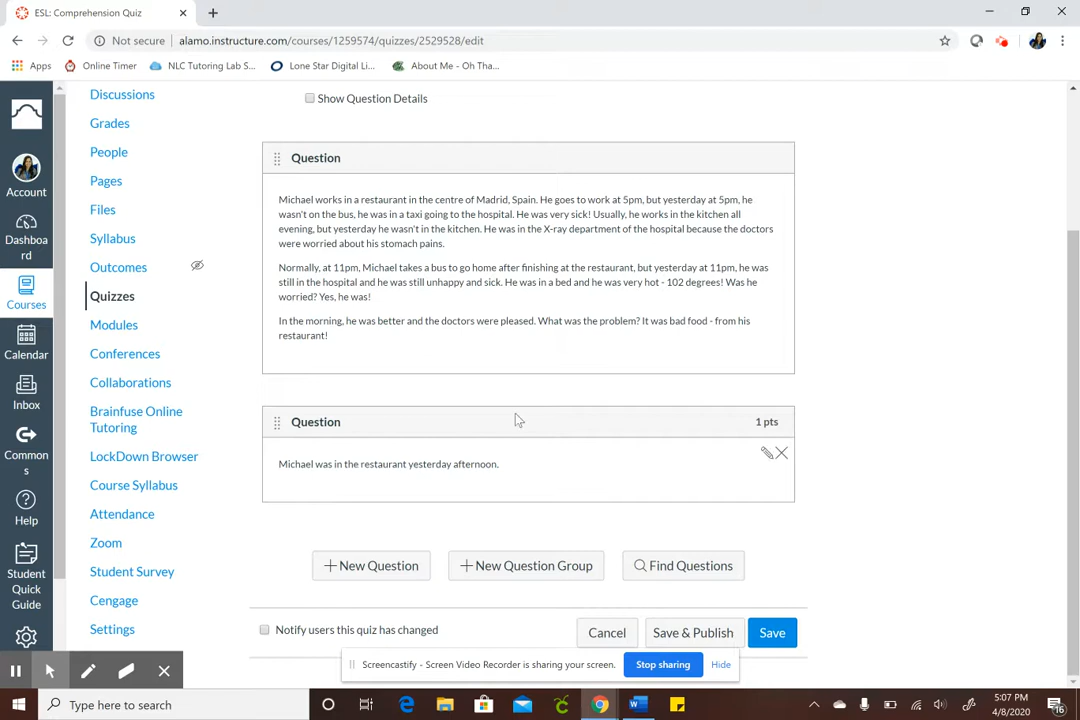 ESL: Comprehension Quiz
Not secure
alamo.instructure.com/courses/1259574/quizzes/2529528/edit
Apps
Online Timer
NLC Tutoring Lab S...
Lone Star Digital Li...
About Me - Oh Tha...
Account
Dashboa
rd
Courses
Calendar
Inbox
Common
s
Help
Student
Quick
Guide
Discussions
Grades
People
Pages
Files
Syllabus
Outcomes
Quizzes
Modules
Conferences
Collaborations
Brainfuse Online
Tutoring
LockDown Browser
Course Syllabus
Attendance
Zoom
Student Survey
Cengage
Settings
Show Question Details
Question
Michael works in a restaurant in the centre of Madrid, Spain. He goes to work at 5pm, but yesterday at 5pm, he
wasn't on the bus, he was in a taxi going to the hospital. He was very sick! Usually, he works in the kitchen all
evening, but yesterday he wasn't in the kitchen. He was in the X-ray department of the hospital because the doctors
were worried about his stomach pains.
Normally, at 11pm, Michael takes a bus to go home after finishing at the restaurant, but yesterday at 11pm, he was
still in the hospital and he was still unhappy and sick. He was in a bed and he was very hot - 102 degrees! Was he
worried? Yes, he was!
In the morning, he was better and the doctors were pleased. What was the problem? It was bad food - from his
restaurant!
Question
1 pts
Michael was in the restaurant yesterday afternoon.
New Question
New Question Group
Find Questions
Notify users this quiz has changed
Cancel
Save & Publish
Save
Screencastify - Screen Video Recorder is sharing your screen.
Stop sharing
Hide
Type here to search
5:07 PM
4/8/2020
16